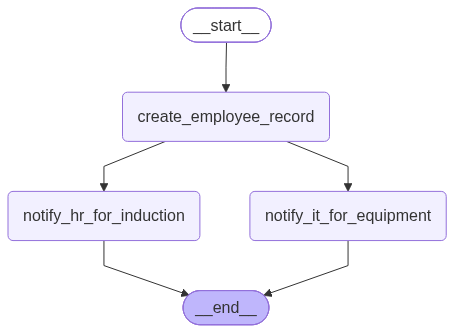 __start__
create_employee_record
notify_hr_for_induction
notify_it_for_equipment
__end__